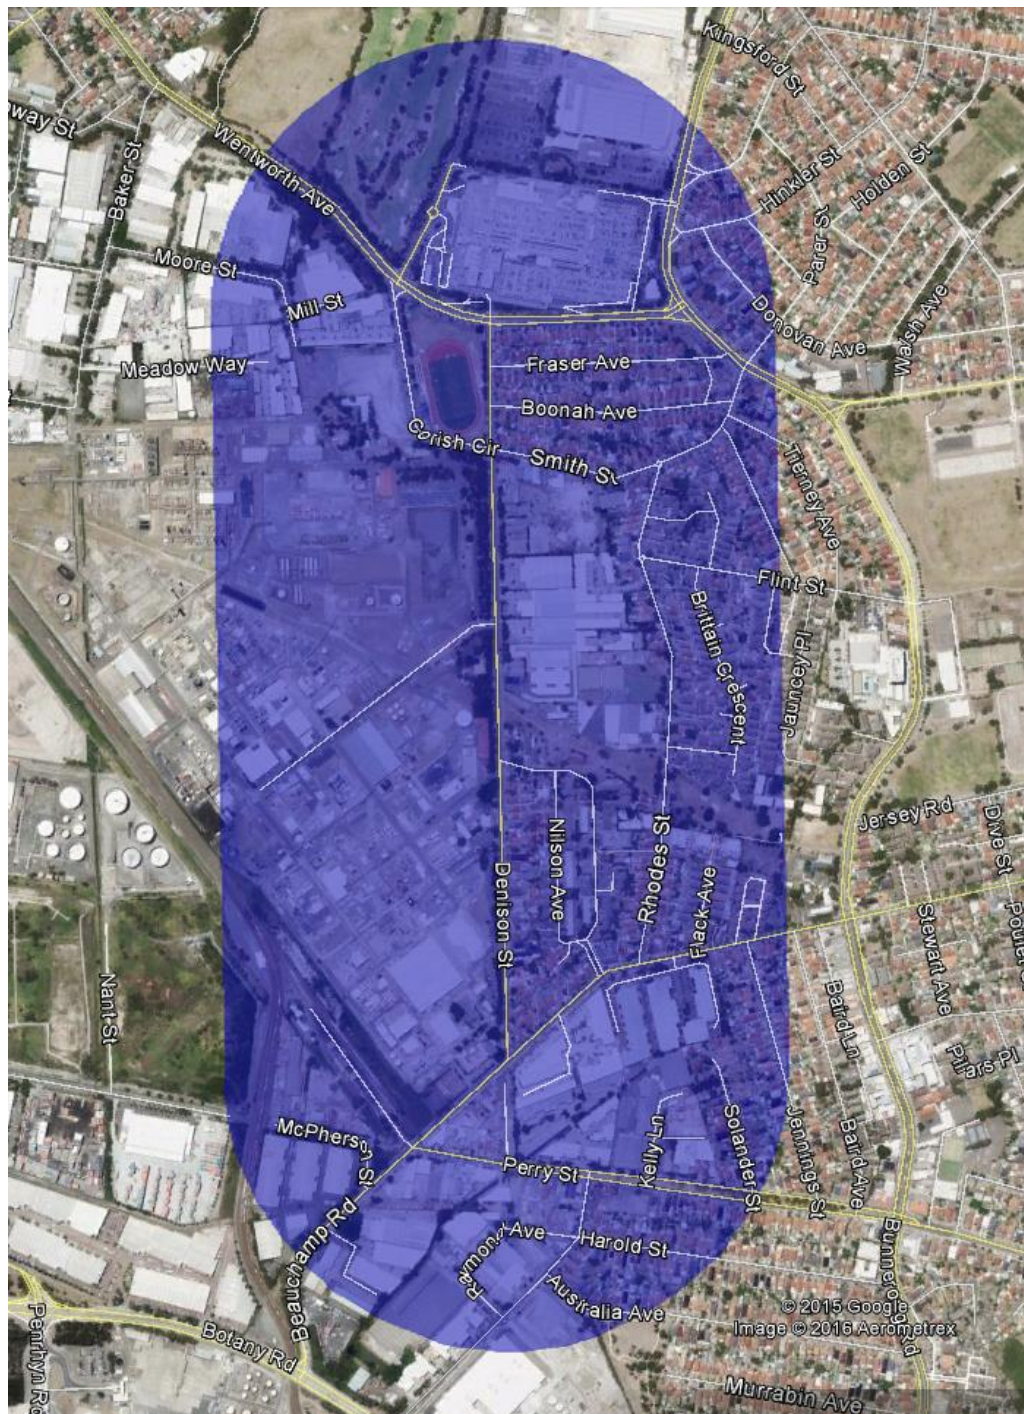 Kingsford St
way St
Wentworth Ave
Baker St
Hinkler St
Holden St
Parer St
Moore St
Mill St
Donovan Ave
Walsh Ave
Meadow Way
Fraser Ave
Boonah Ave
Corish Cir
Smith St
Tierney Ave
Flint St
Brittain Crescent
Jauncey Pl
Jersey Rd
Dive St
Nilson Ave
Rhodes St
Denison St
Flack Ave
Stewart Ave
Nant St
Baird Ln
Pillars Pl
McPherson St
Kelly Ln
Solander St
Jennings St
Baird Ave
Perry St
Beauchamp Rd
Raymond Ave
Harold St
Bunnerong Rd
Australia Ave
© 2015 Google
Image © 2016 Aerometrex
Penrhyn Rd
Botany Rd
Murrabin Ave